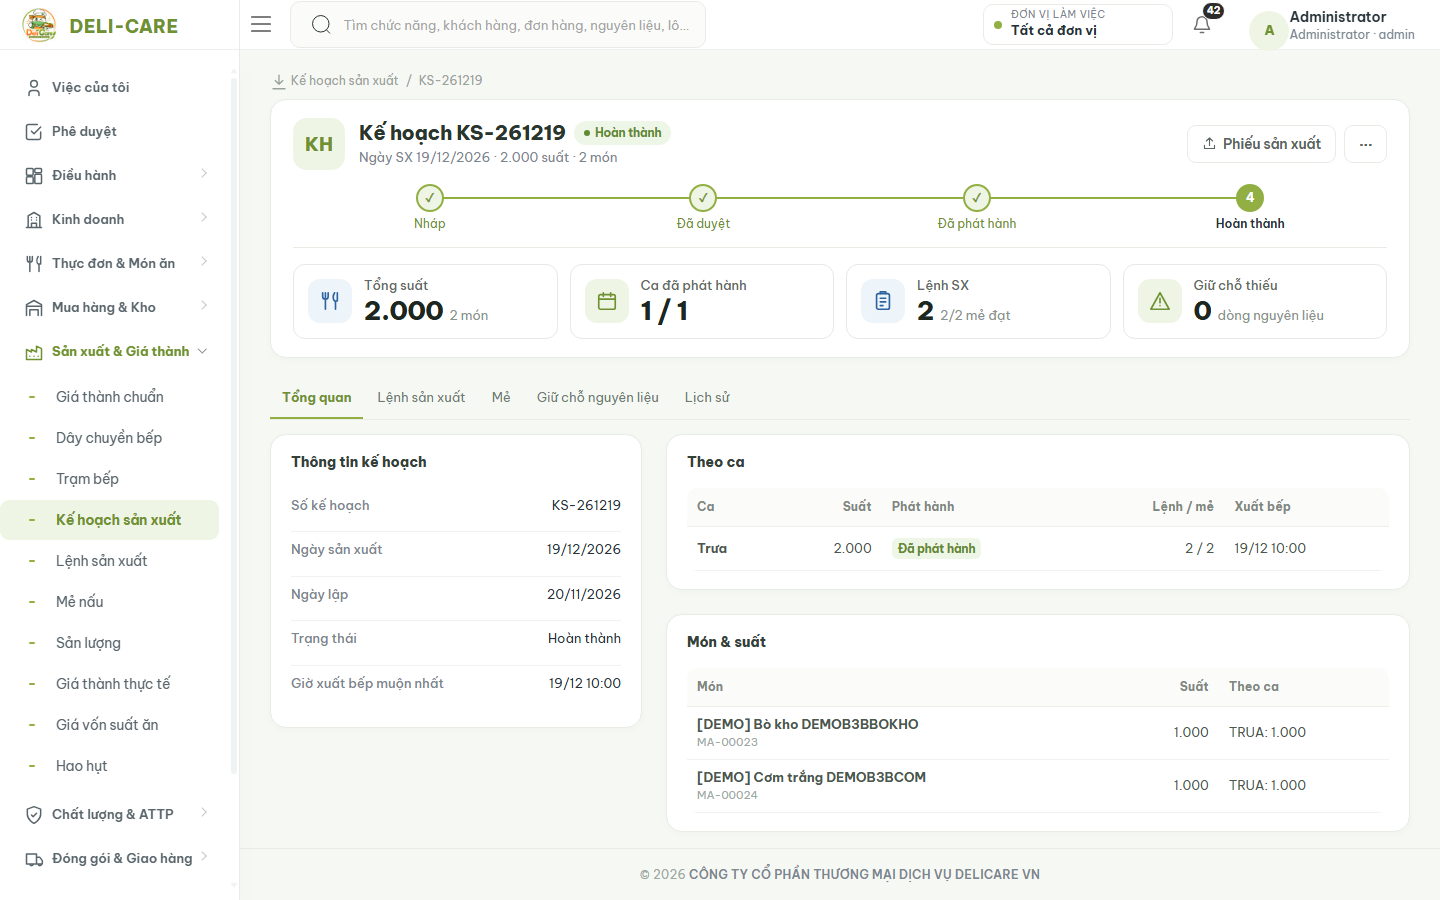 DELI-CARE
Tìm chức năng, khách hàng, đơn hàng, nguyên liệu, lô...
ĐƠN VỊ LÀM VIỆC
Tất cả đơn vị
42
A
Administrator
Administrator · admin
Việc của tôi
Phê duyệt
Điều hành
Kinh doanh
Thực đơn & Món ăn
Mua hàng & Kho
Sản xuất & Giá thành
Giá thành chuẩn
Dây chuyền bếp
Trạm bếp
Kế hoạch sản xuất
Lệnh sản xuất
Mẻ nấu
Sản lượng
Giá thành thực tế
Giá vốn suất ăn
Hao hụt
Chất lượng & ATTP
Đóng gói & Giao hàng
Kế hoạch sản xuất / KS-261219
KH
Kế hoạch KS-261219
Hoàn thành
Ngày SX 19/12/2026 · 2.000 suất · 2 món
Phiếu sản xuất
...
Nháp
Đã duyệt
Đã phát hành
4
Hoàn thành
Tổng suất
2.000 2 món
Ca đã phát hành
1 / 1
Lệnh SX
2 2/2 mẻ đạt
Giữ chỗ thiếu
0 dòng nguyên liệu
Tổng quan
Lệnh sản xuất
Mẻ
Giữ chỗ nguyên liệu
Lịch sử
Thông tin kế hoạch
Số kế hoạch KS-261219
Ngày sản xuất 19/12/2026
Ngày lập 20/11/2026
Trạng thái Hoàn thành
Giờ xuất bếp muộn nhất 19/12 10:00
Theo ca
Ca Suất Phát hành Lệnh / mẻ Xuất bếp
Trưa 2.000 Đã phát hành 2 / 2 19/12 10:00
Món & suất
Món Suất Theo ca
[DEMO] Bò kho DEMOB3BBOKHO
MA-00023
1.000 TRUA: 1.000
[DEMO] Cơm trắng DEMOB3BCOM
MA-00024
1.000 TRUA: 1.000
© 2026 CÔNG TY CỔ PHẦN THƯƠNG MẠI DỊCH VỤ DELICARE VN